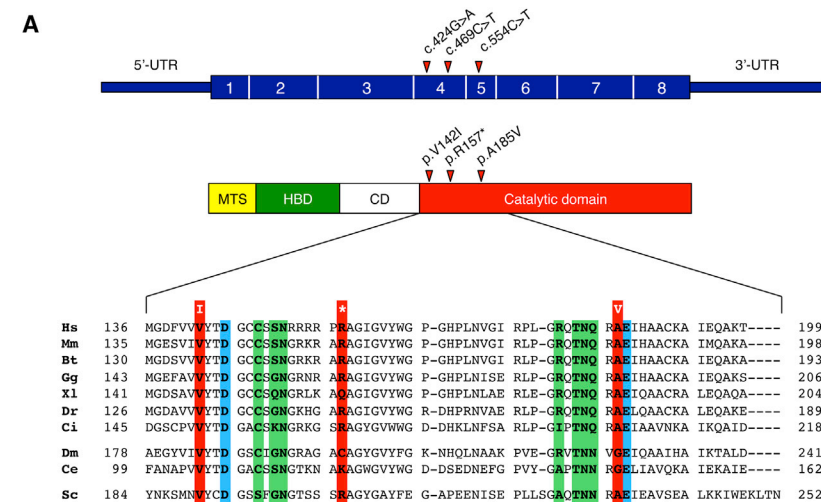 A
c.424G>A c.469C>T c.554C>T
5'-UTR 3'-UTR
1 2 3 4 5 6 7 8
p.V142I p.R157* p.A185V
MTS HBD CD Catalytic domain
I * V
Hs 136 MGDFVVVYTD GCCSSNRRRR PRAGIGVYWG P-GHPLNVGI RPL-GRQTNQ RAEIHAACKA IEQAKT---- 199
Mm 135 MGESVIVYTD GCCSSNGRKR ARAGIGVYWG P-GHPLNVGI RLP-GRQTNQ RAEIHAACKA IMQAKA---- 198
Bt 130 MGDSVVVYTD GCCSSNGRKR ARAGIGVYWG P-GHPLNVGI RLP-GRQTNQ RAEIHAACKA IEQAKA---- 193
Gg 143 MGEFAVVYTD GCCSGNGRNR ARAGIGVYWG P-GHPLNISE RLP-GRQTNQ RAEIHAACKA IEQAKS---- 206
Xl 141 MGDSAVVYTD GCCSQNGRLK AQAGIGVYWG P-HPLNLAE RLE-GRQTNQ RAEIQAACRA LEQAQA---- 204
Dr 126 MGDAVVVYTD GCCSGNGKHG ARAGIGVYWG R-DHPRNVAE RLP-GRQTNQ RAELQAACKA LEQAKE---- 189
Ci 145 DGSCPVVYTD GACSKNGRKG SRAGYGVWWG D-DHKLNFSA RLP-GIPTNQ RAEIAAVNKA IKQAID---- 218
Dm 178 AEGYVIVYTD GSCIGNGRAG ACAGYGVYFG K-NHQLNAAK PVE-GRVTNN VGEIQAAIHA IKTALD---- 241
Ce 99 FANAPVVYTD GACSSNGTKN AKAGWGVYWG D-DSEDNEFG PVY-GAPTNN RGELIAVQKA IEKAIE---- 162
Sc 184 YNKSMNVYCD GSSFGNGTSS SRAGYGAYFE G-APEENISE PLLSGAQTNN RAEIEAVSEA LKKIWEKLTN 252